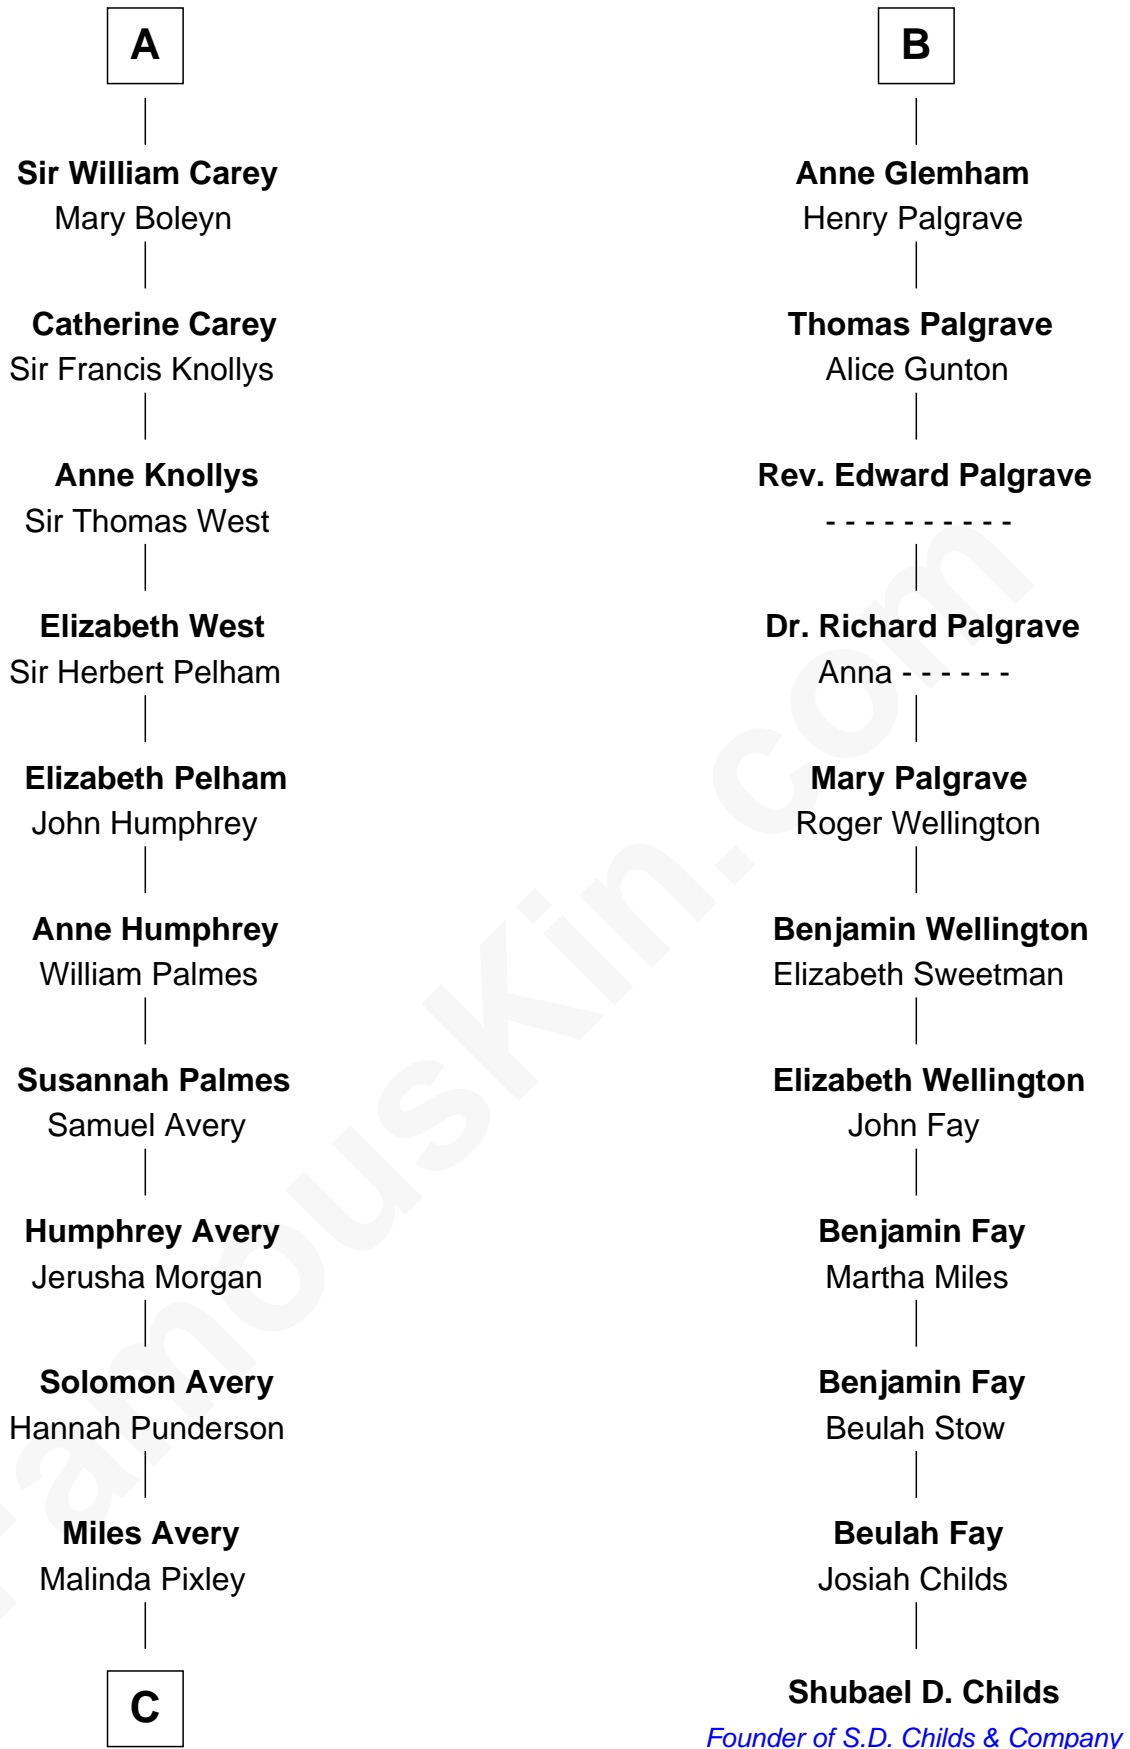 A
Sir William Carey
Mary Boleyn
Catherine Carey
Sir Francis Knollys
Anne Knollys
Sir Thomas West
Elizabeth West
Sir Herbert Pelham
Elizabeth Pelham
John Humphrey
Anne Humphrey
William Palmes
Susannah Palmes
Samuel Avery
Humphrey Avery
Jerusha Morgan
Solomon Avery
Hannah Punderson
Miles Avery
Malinda Pixley
C
B
Anne Glemham
Henry Palgrave
Thomas Palgrave
Alice Gunton
Rev. Edward Palgrave
- - - - - - - - - -
Dr. Richard Palgrave
Anna - - - - - -
Mary Palgrave
Roger Wellington
Benjamin Wellington
Elizabeth Sweetman
Elizabeth Wellington
John Fay
Benjamin Fay
Martha Miles
Benjamin Fay
Beulah Stow
Beulah Fay
Josiah Childs
Shubael D. Childs
Founder of S.D. Childs & Company
FamousKin.com